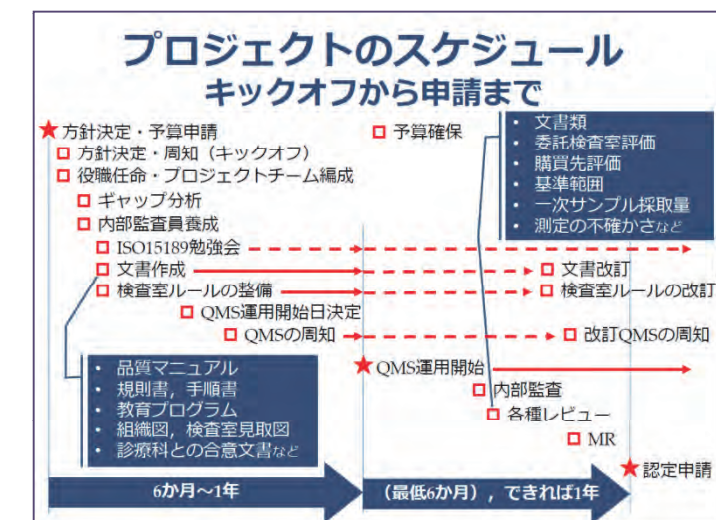 プロジェクトのスケジュール
キックオフから申請まで
★ 方針決定・予算申請
□ 方針決定・周知（キックオフ）
□ 役職任命・プロジェクトチーム編成
□ ギャップ分析
□ 内部監査員養成
□ ISO15189勉強会
□ 文書作成
□ 検査室ルールの整備
□ QMS運用開始日決定
□ QMSの周知
□ 予算確保
• 文書類
• 委託検査室評価
• 購買先評価
• 基準範囲
• 一次サンプル採取量
• 測定の不確かさなど
□ 文書改訂
□ 検査室ルールの改訂
□ 改訂QMSの周知
★ QMS運用開始
□ 内部監査
□ 各種レビュー
□ MR
★ 認定申請
• 品質マニュアル
• 規則書，手順書
• 教育プログラム
• 組織図，検査室見取図
• 診療科との合意文書など
6か月～1年
（最低6か月），できれば1年